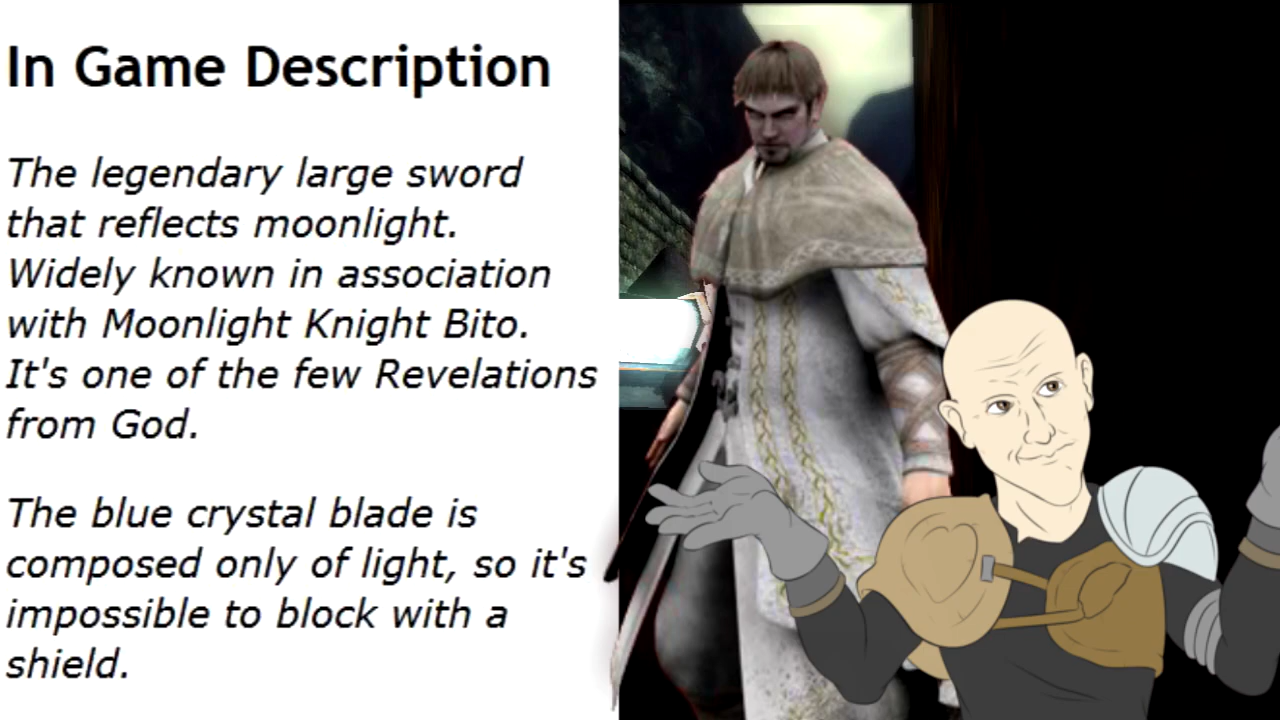 In Game Description
The legendary large sword
that reflects moonlight.
Widely known in association
with Moonlight Knight Bito.
It's one of the few Revelations
from God.
The blue crystal blade is
composed only of light, so it's
impossible to block with a
shield.